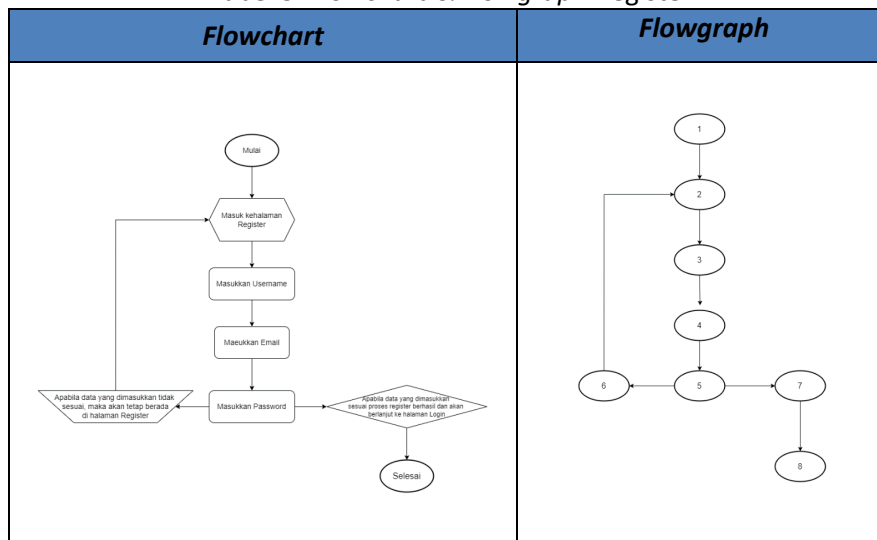 Flowchart
Flowgraph
Mulai
Masuk kehalaman
Register
Masukkan Username
Maeukkan Email
Masukkan Password
Apabila data yang dimasukkan tidak
sesuai, maka akan tetap berada
di halaman Register
Apabila data yang dimasukkan
sesuai proses register berhasil dan akan
berlanjut ke halaman Login
Selesai
1
2
3
4
6
5
7
8